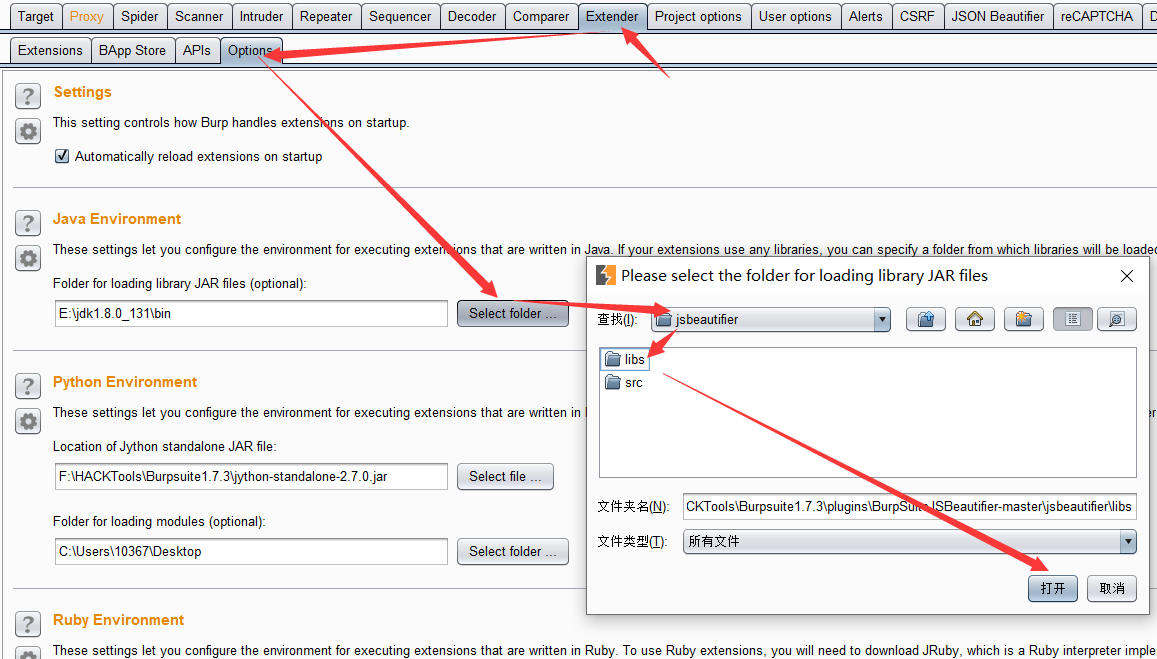 Target Proxy Spider Scanner Intruder Repeater Sequencer Decoder Comparer Extender Project options User options Alerts CSRF JSON Beautifier reCAPTCHA
Extensions BApp Store APIs Options
Settings
This setting controls how Burp handles extensions on startup.
Automatically reload extensions on startup
Java Environment
These settings let you configure the environment for executing extensions that are written in Java. If your extensions use any libraries, you can specify a folder from which libraries will be loaded
Folder for loading library JAR files (optional):
E:\jdk1.8.0_131\bin
Select folder ...
Python Environment
These settings let you configure the environment for executing extensions that are written in
Location of Jython standalone JAR file:
F:\HACKTools\Burpsuite1.7.3\jython-standalone-2.7.0.jar
Select file ...
Folder for loading modules (optional):
C:\Users\10367\Desktop
Select folder ...
Ruby Environment
These settings let you configure the environment for executing extensions that are written in Ruby. To use Ruby extensions, you will need to download JRuby, which is a Ruby interpreter imple
Please select the folder for loading library JAR files
查找(I):
jsbeautifier
libs
src
文件夹名(N):
CKTools\Burpsuite1.7.3\plugins\BurpSuiteJSBeautifier-master\jsbeautifier\libs
文件类型(T):
所有文件
打开
取消